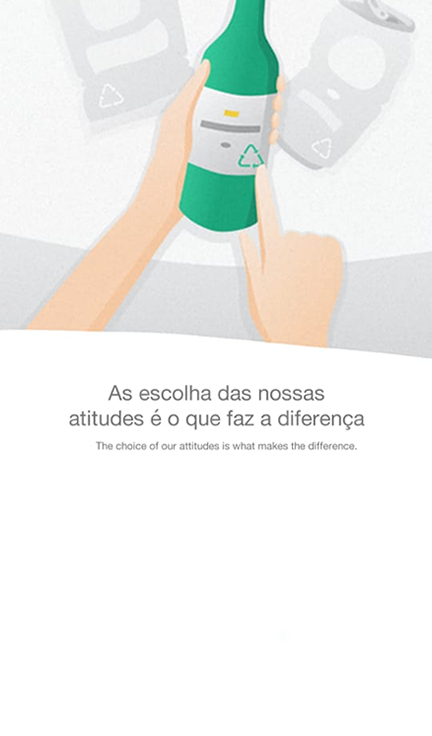 As escolha das nossas
atitudes é o que faz a diferença
The choice of our attitudes is what makes the difference.